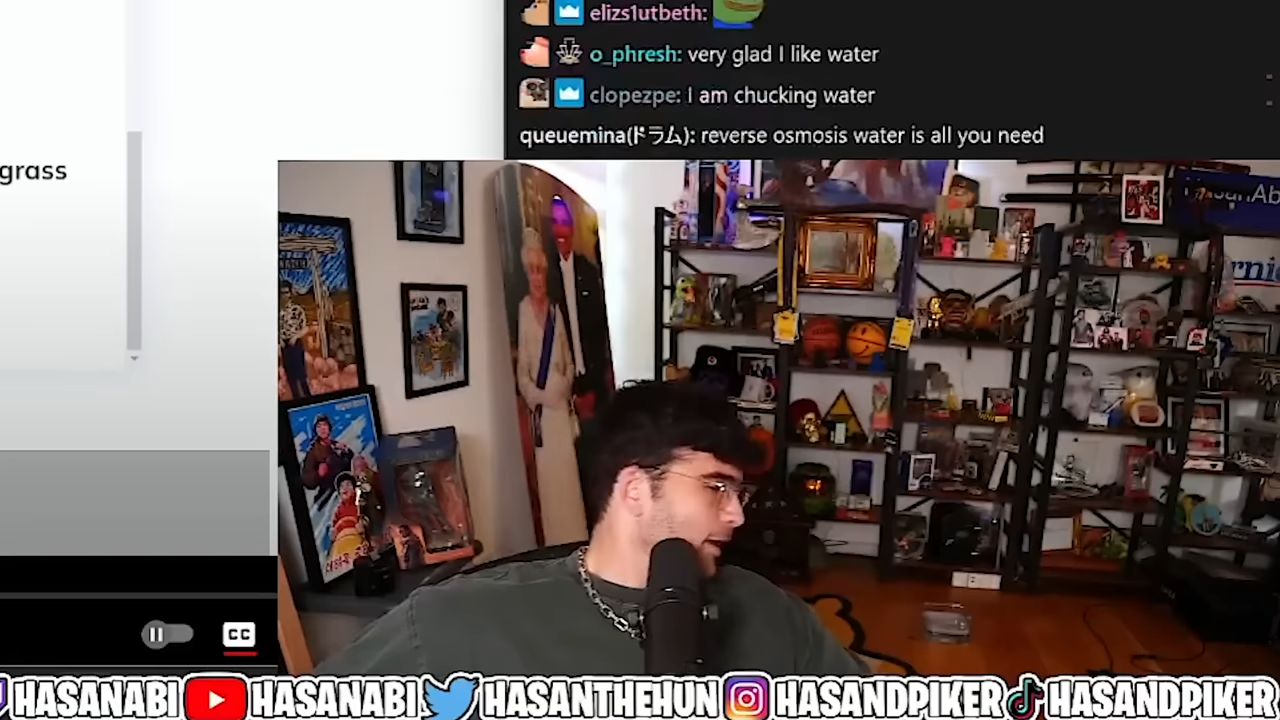 elizs1utbeth:
o_phresh: very glad I like water
clopezpe: I am chucking water
queuemina(ドラム): reverse osmosis water is all you need
grass
CC
HASANABI HASANABI HASANTHEHUN HASANDPIKER HASANDPIKER